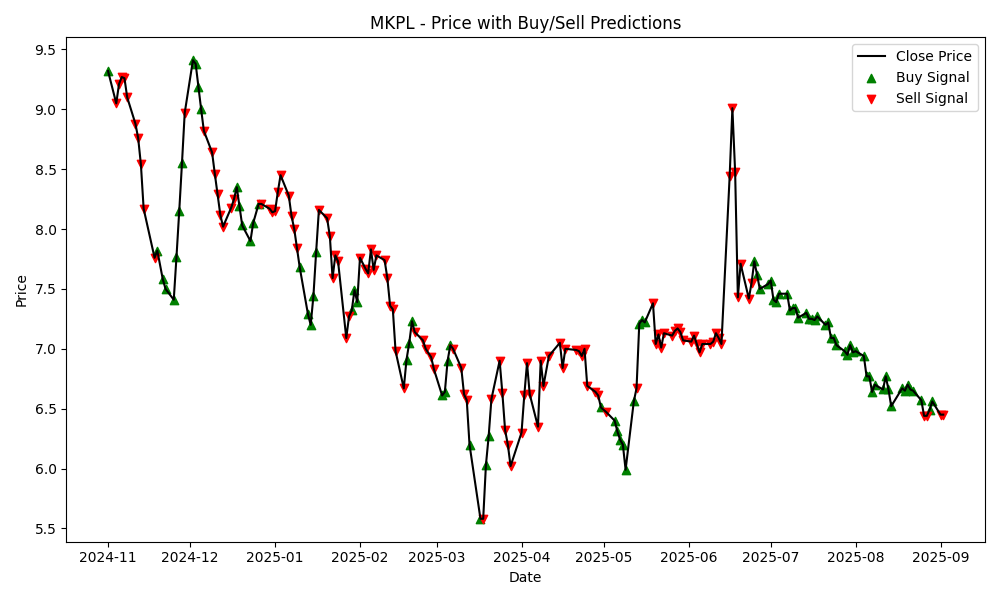 MKPL - Price with Buy/Sell Predictions
Close Price
Buy Signal
Sell Signal
Price
9.5
9.0
8.5
8.0
7.5
7.0
6.5
6.0
5.5
2024-11 2024-12 2025-01 2025-02 2025-03 2025-04 2025-05 2025-06 2025-07 2025-08 2025-09
Date